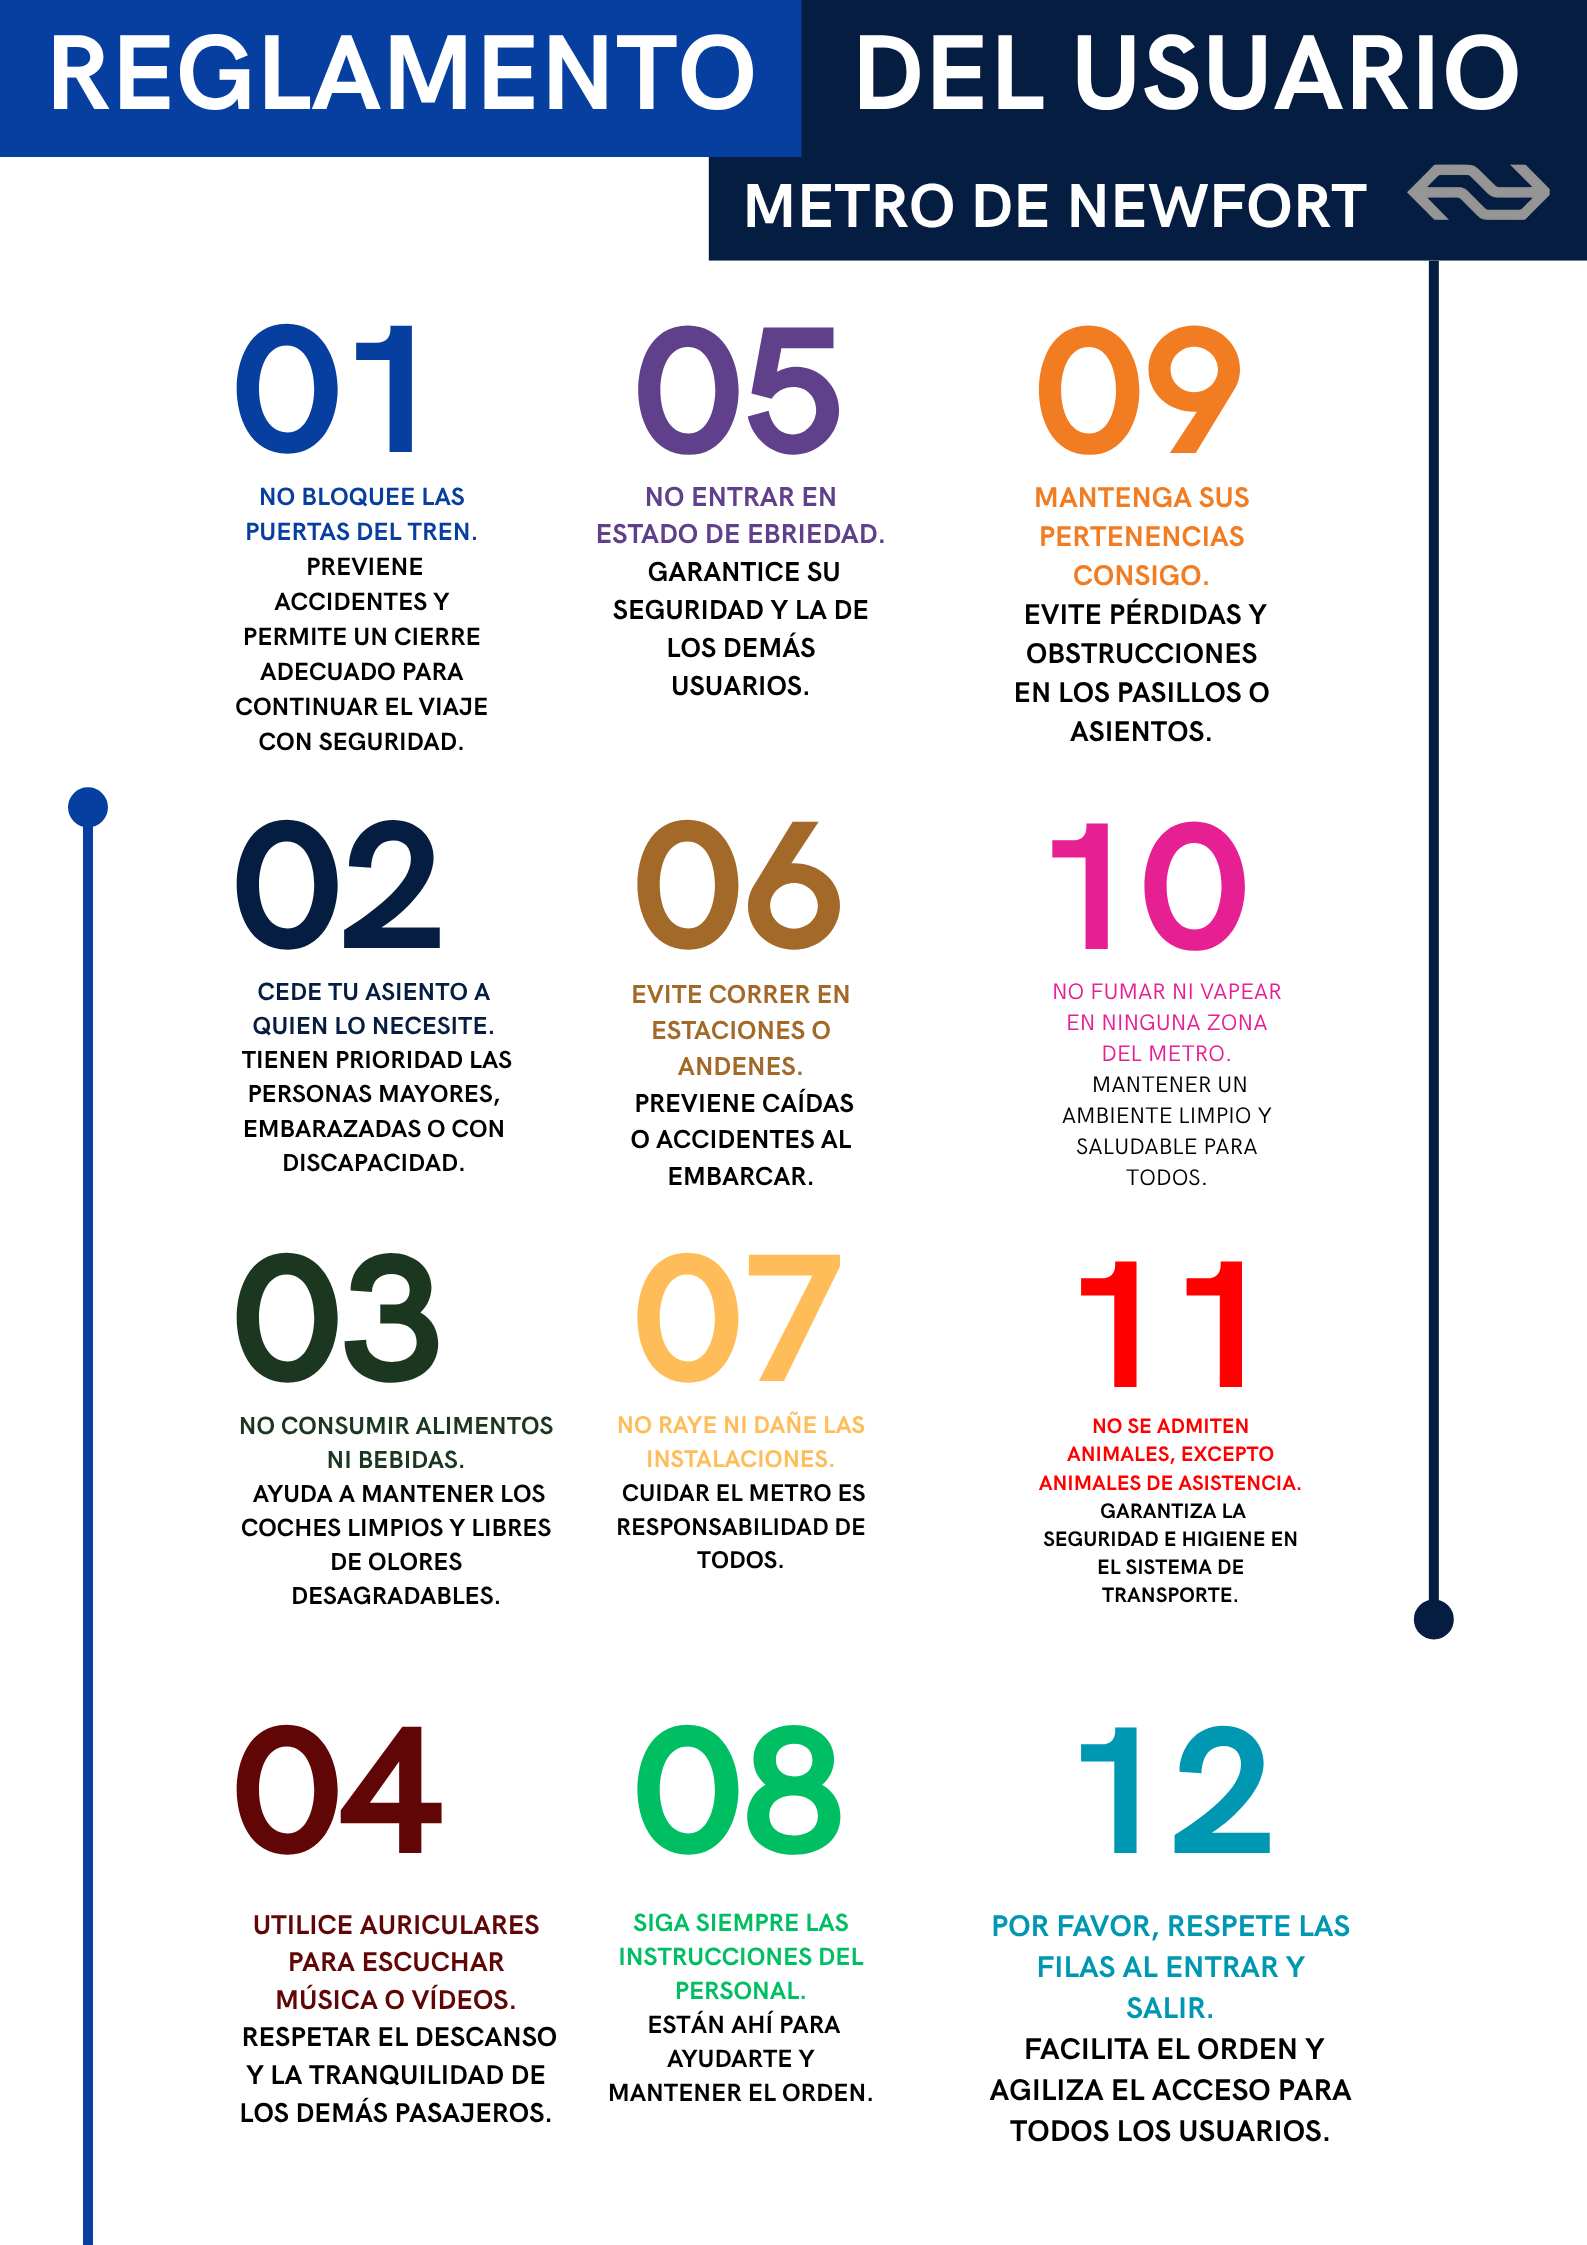 REGLAMENTO DEL USUARIO
METRO DE NEWFORT
01
NO BLOQUEE LAS
PUERTAS DEL TREN.
PREVIENE
ACCIDENTES Y
PERMITE UN CIERRE
ADECUADO PARA
CONTINUAR EL VIAJE
CON SEGURIDAD.
02
CEDE TU ASIENTO A
QUIEN LO NECESITE.
TIENEN PRIORIDAD LAS
PERSONAS MAYORES,
EMBARAZADAS O CON
DISCAPACIDAD.
03
NO CONSUMIR ALIMENTOS
NI BEBIDAS.
AYUDA A MANTENER LOS
COCHES LIMPIOS Y LIBRES
DE OLORES
DESAGRADABLES.
04
UTILICE AURICULARES
PARA ESCUCHAR
MÚSICA O VÍDEOS.
RESPETAR EL DESCANSO
Y LA TRANQUILIDAD DE
LOS DEMÁS PASAJEROS.
05
NO ENTRAR EN
ESTADO DE EBRIEDAD.
GARANTICE SU
SEGURIDAD Y LA DE
LOS DEMÁS
USUARIOS.
06
EVITE CORRER EN
ESTACIONES O
ANDENES.
PREVIENE CAÍDAS
O ACCIDENTES AL
EMBARCAR.
07
NO RAYE NI DAÑE LAS
INSTALACIONES.
CUIDAR EL METRO ES
RESPONSABILIDAD DE
TODOS.
08
SIGA SIEMPRE LAS
INSTRUCCIONES DEL
PERSONAL.
ESTÁN AHÍ PARA
AYUDARTE Y
MANTENER EL ORDEN.
09
MANTENGA SUS
PERTENENCIAS
CONSIGO.
EVITE PÉRDIDAS Y
OBSTRUCCIONES
EN LOS PASILLOS O
ASIENTOS.
10
NO FUMAR NI VAPEAR
EN NINGUNA ZONA
DEL METRO.
MANTENER UN
AMBIENTE LIMPIO Y
SALUDABLE PARA
TODOS.
11
NO SE ADMITEN
ANIMALES, EXCEPTO
ANIMALES DE ASISTENCIA.
GARANTIZA LA
SEGURIDAD E HIGIENE EN
EL SISTEMA DE
TRANSPORTE.
12
POR FAVOR, RESPETE LAS
FILAS AL ENTRAR Y
SALIR.
FACILITA EL ORDEN Y
AGILIZA EL ACCESO PARA
TODOS LOS USUARIOS.